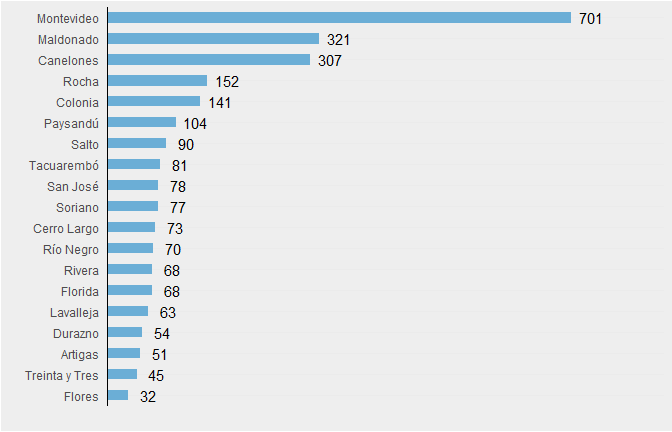 Montevideo 701
Maldonado 321
Canelones 307
Rocha 152
Colonia 141
Paysandú 104
Salto 90
Tacuarembó 81
San José 78
Soriano 77
Cerro Largo 73
Río Negro 70
Rivera 68
Florida 68
Lavalleja 63
Durazno 54
Artigas 51
Treinta y Tres 45
Flores 32